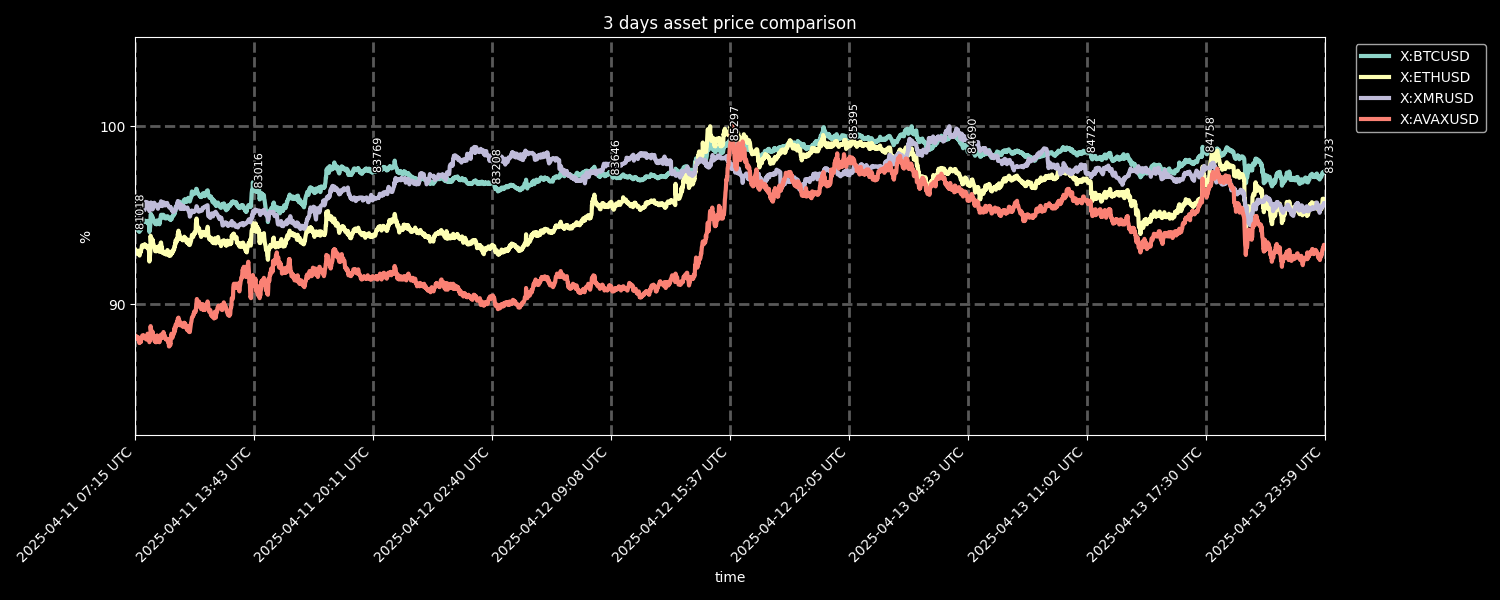 3 days asset price comparison
X:BTCUSD
X:ETHUSD
X:XMRUSD
X:AVAXUSD
100
90
%
81018
83016
83769
83208
83646
85297
85395
84690
84722
84758
83733
2025-04-11 07:15 UTC
2025-04-11 13:43 UTC
2025-04-11 20:11 UTC
2025-04-12 02:40 UTC
2025-04-12 09:08 UTC
2025-04-12 15:37 UTC
2025-04-12 22:05 UTC
2025-04-13 04:33 UTC
2025-04-13 11:02 UTC
2025-04-13 17:30 UTC
2025-04-13 23:59 UTC
time